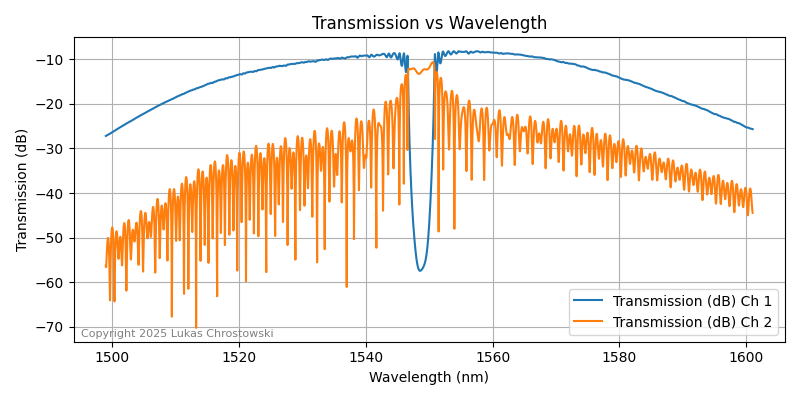 Transmission vs Wavelength
Transmission (dB)
−10
−20
−30
−40
−50
−60
−70
1500
1520
1540
1560
1580
1600
Wavelength (nm)
Transmission (dB) Ch 1
Transmission (dB) Ch 2
Copyright 2025 Lukas Chrostowski